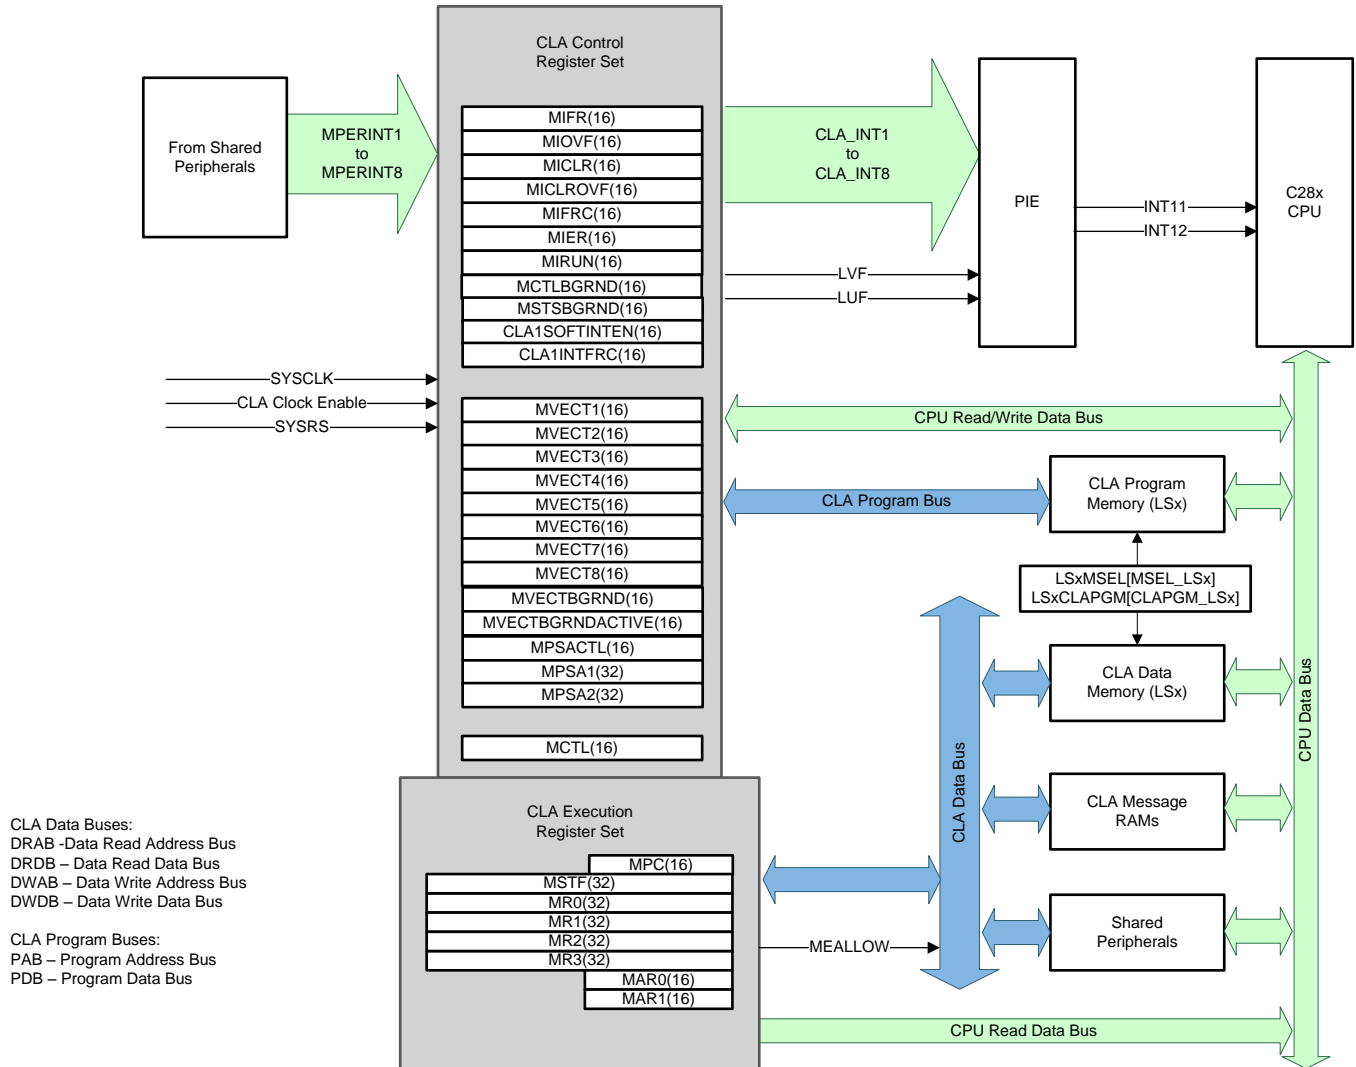 CLA Control
Register Set
From Shared
Peripherals
MPERINT1
to
MPERINT8
MIFR(16)
MIOVF(16)
MICLR(16)
MICLROVF(16)
MIFRC(16)
MIER(16)
MIRUN(16)
MCTLBGRND(16)
MSTSBGRND(16)
CLA1SOFTINTEN(16)
CLA1INTFRC(16)
CLA_INT1
to
CLA_INT8
LVF
LUF
PIE
INT11
INT12
C28x
CPU
SYSCLK
CLA Clock Enable
SYSRS
MVECT1(16)
MVECT2(16)
MVECT3(16)
MVECT4(16)
MVECT5(16)
MVECT6(16)
MVECT7(16)
MVECT8(16)
MVECTBGRND(16)
MVECTBGRNDACTIVE(16)
MPSACTL(16)
MPSA1(32)
MPSA2(32)
MCTL(16)
CPU Read/Write Data Bus
CLA Program Bus
CLA Program
Memory (LSx)
LSxMSEL[MSEL_LSx]
LSxCLAPGM[CLAPGM_LSx]
CLA Data
Memory (LSx)
CLA Message
RAMs
Shared
Peripherals
CLA Data Bus
CPU Data Bus
CLA Execution
Register Set
MPC(16)
MSTF(32)
MR0(32)
MR1(32)
MR2(32)
MR3(32)
MAR0(16)
MAR1(16)
MEALLOW
CPU Read Data Bus
CLA Data Buses:
DRAB -Data Read Address Bus
DRDB – Data Read Data Bus
DWAB – Data Write Address Bus
DWDB – Data Write Data Bus
CLA Program Buses:
PAB – Program Address Bus
PDB – Program Data Bus